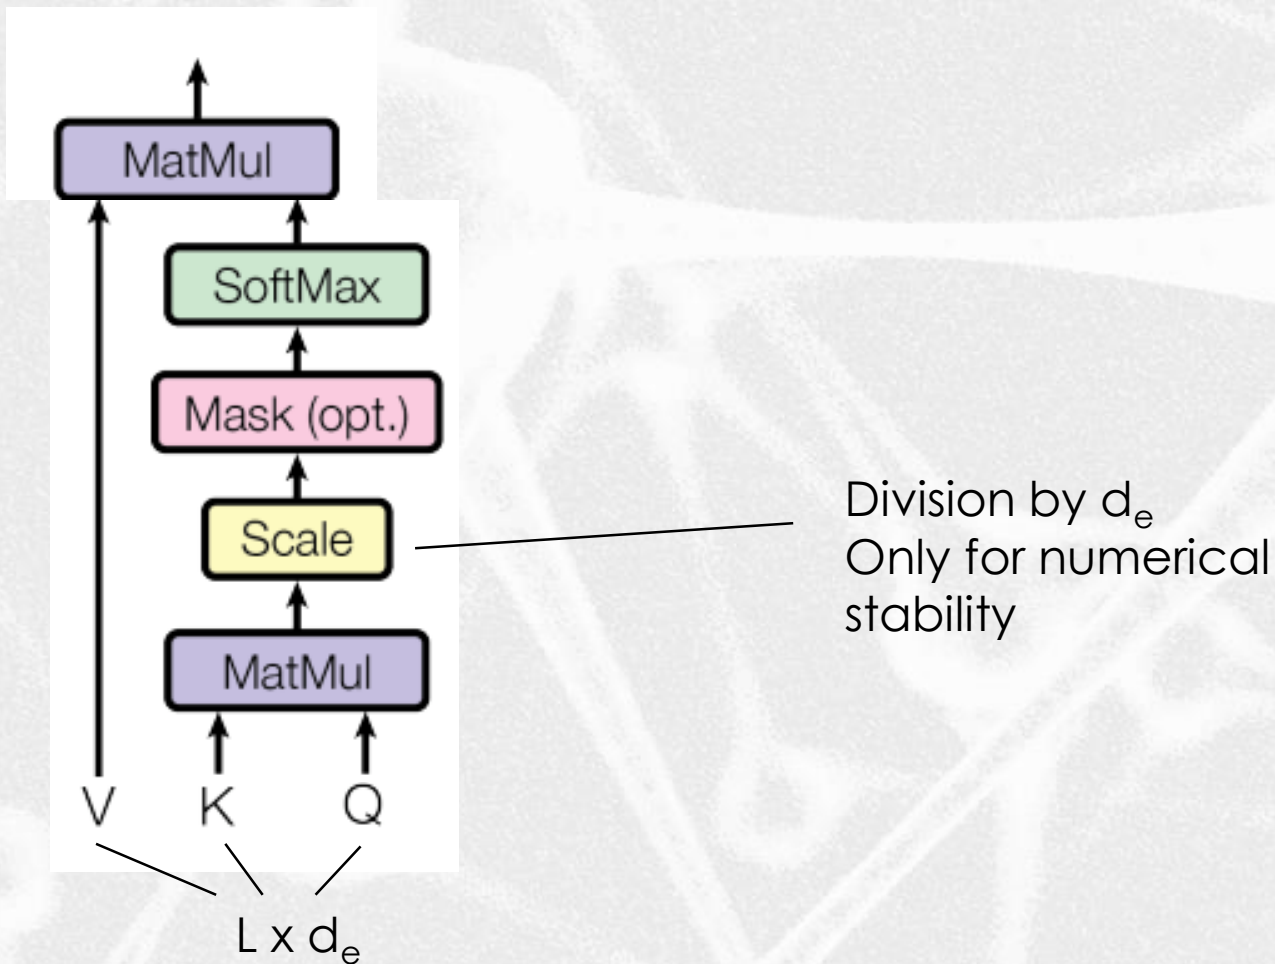 MatMul
SoftMax
Mask (opt.)
Scale
MatMul
V K Q
L x dₑ
Division by dₑ
Only for numerical
stability